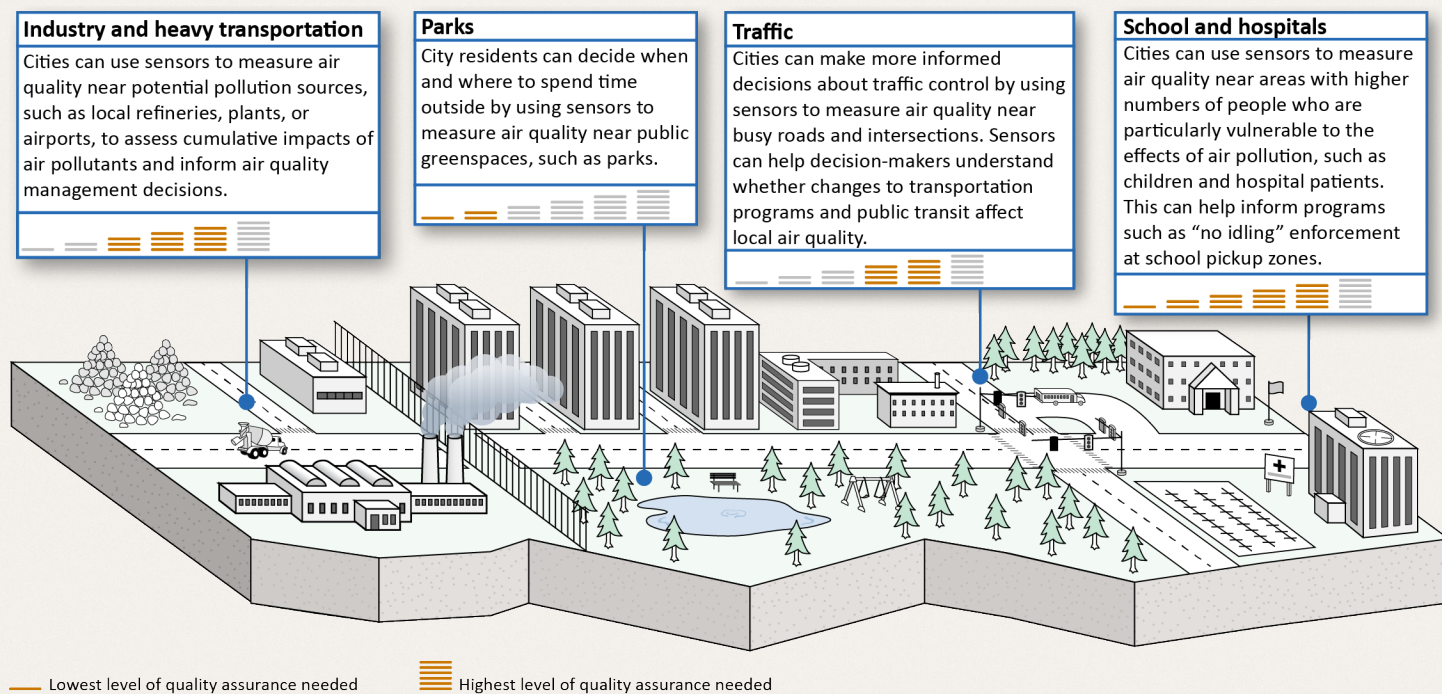 Industry and heavy transportation
Cities can use sensors to measure air
quality near potential pollution sources,
such as local refineries, plants, or
airports, to assess cumulative impacts of
air pollutants and inform air quality
management decisions.
Parks
City residents can decide when
and where to spend time
outside by using sensors to
measure air quality near public
greenspaces, such as parks.
Traffic
Cities can make more informed
decisions about traffic control by using
sensors to measure air quality near
busy roads and intersections. Sensors
can help decision-makers understand
whether changes to transportation
programs and public transit affect
local air quality.
School and hospitals
Cities can use sensors to measure
air quality near areas with higher
numbers of people who are
particularly vulnerable to the
effects of air pollution, such as
children and hospital patients.
This can help inform programs
such as “no idling” enforcement
at school pickup zones.
Lowest level of quality assurance needed
Highest level of quality assurance needed